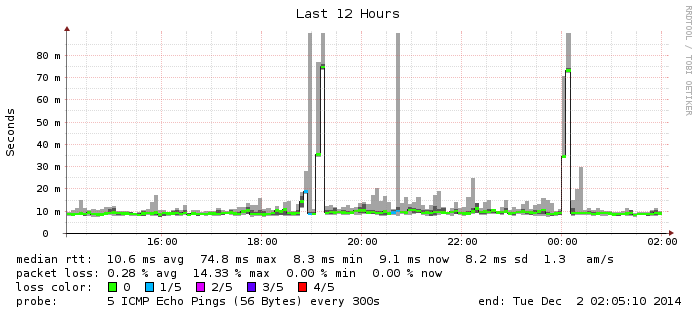 Last 12 Hours
RRDTOOL / TOBI OETIKER
Seconds
80 m
70 m
60 m
50 m
40 m
30 m
20 m
10 m
0
16:00 18:00 20:00 22:00 00:00 02:00
median rtt: 10.6 ms avg 74.8 ms max 8.3 ms min 9.1 ms now 8.2 ms sd 1.3 am/s
packet loss: 0.28 % avg 14.33 % max 0.00 % min 0.00 % now
loss color: 0 1/5 2/5 3/5 4/5
probe: 5 ICMP Echo Pings (56 Bytes) every 300s end: Tue Dec 2 02:05:10 2014